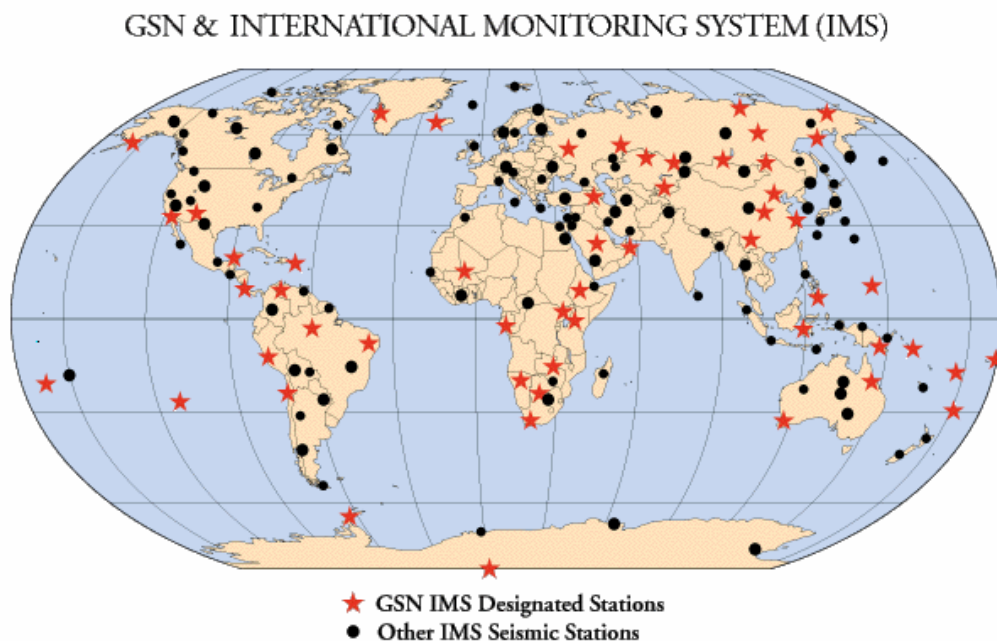 GSN & INTERNATIONAL MONITORING SYSTEM (IMS)
GSN IMS Designated Stations
Other IMS Seismic Stations